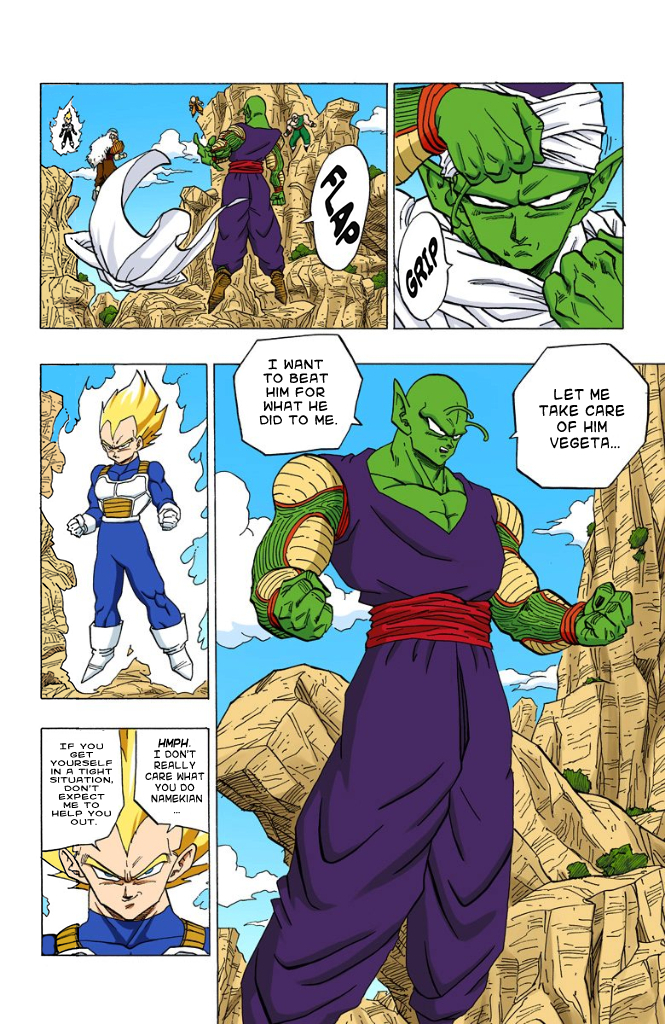 GRIP
FLAP
LET ME
TAKE CARE
OF HIM
VEGETA...
I WANT
TO BEAT
HIM FOR
WHAT HE
DID TO ME.
HMPH.
I DON'T
REALLY
CARE WHAT
YOU DO
NAMEKIAN
...
IF YOU
GET
YOURSELF
IN A TIGHT
SITUATION,
DON'T
EXPECT
ME TO
HELP YOU
OUT.